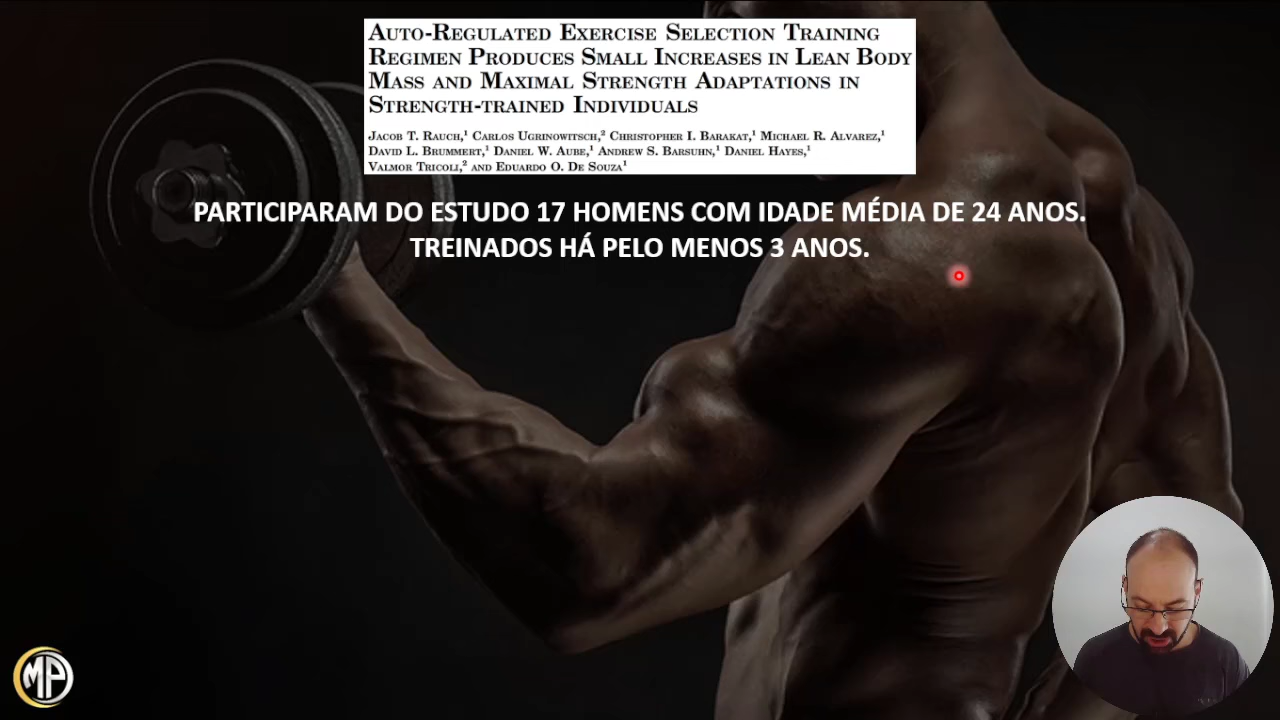 AUTO-REGULATED EXERCISE SELECTION TRAINING
REGIMEN PRODUCES SMALL INCREASES IN LEAN BODY
MASS AND MAXIMAL STRENGTH ADAPTATIONS IN
STRENGTH-TRAINED INDIVIDUALS
JACOB T. RAUCH,¹ CARLOS UGRINOWITSCH,² CHRISTOPHER I. BARAKAT,¹ MICHAEL R. ALVAREZ,¹
DAVID L. BRUMMERT,¹ DANIEL W. AUBE,¹ ANDREW S. BARSUHN,¹ DANIEL HAYES,¹
VALMOR TRICOLI,² AND EDUARDO O. DE SOUZA¹
PARTICIPARAM DO ESTUDO 17 HOMENS COM IDADE MÉDIA DE 24 ANOS.
TREINADOS HÁ PELO MENOS 3 ANOS.
MP